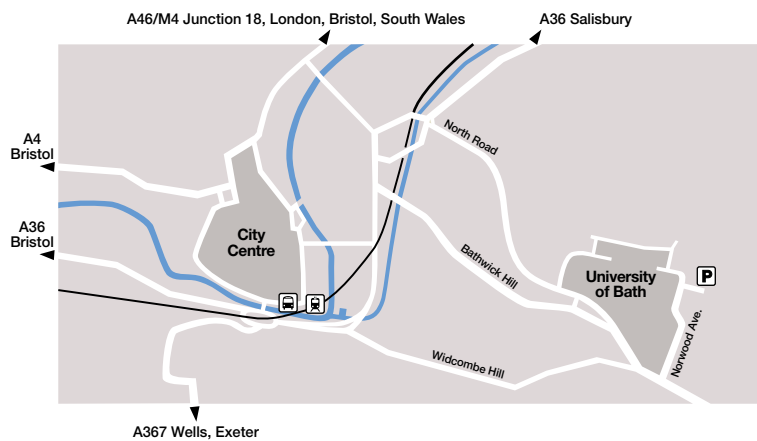 A46/M4 Junction 18, London, Bristol, South Wales
A36 Salisbury
A4
Bristol
North Road
A36
Bristol
City
Centre
Bathwick Hill
University
of Bath
P
Norwood Ave.
Widcombe Hill
A367 Wells, Exeter